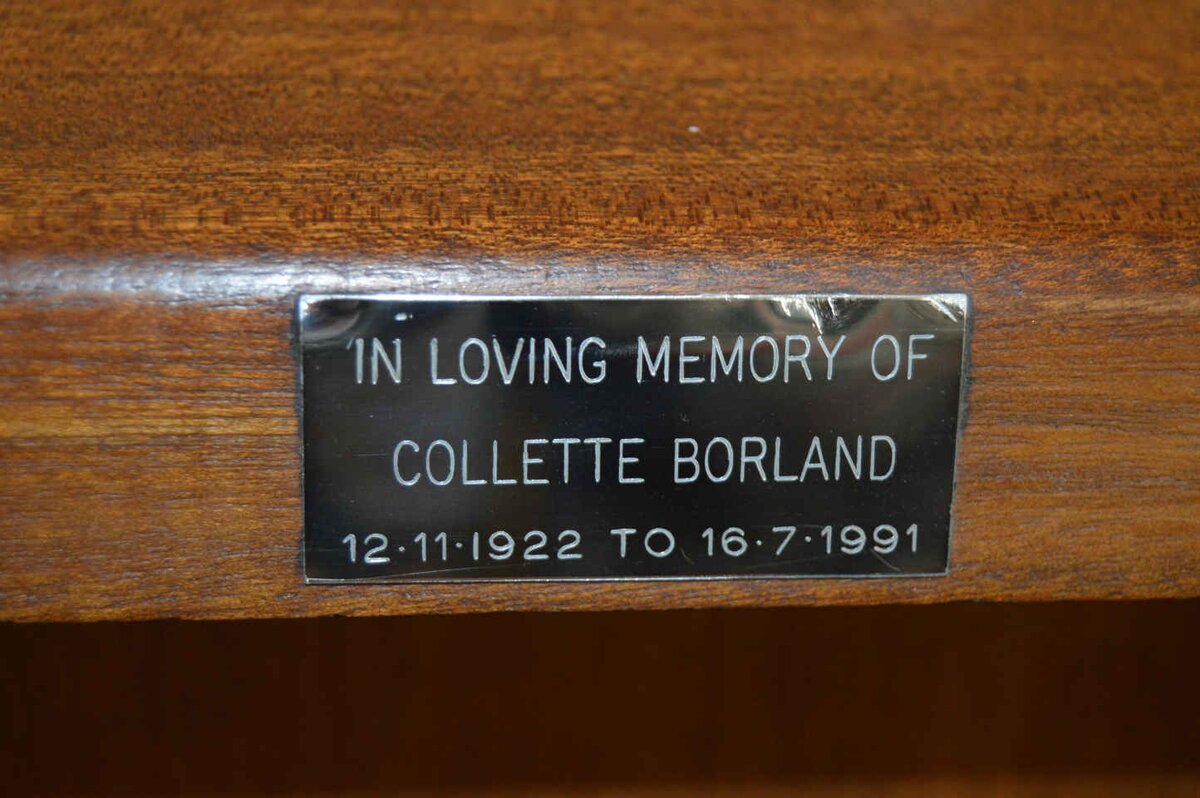 IN LOVING MEMORY OF
COLLETTE BORLAND
12·11·1922 TO 16·7·1991